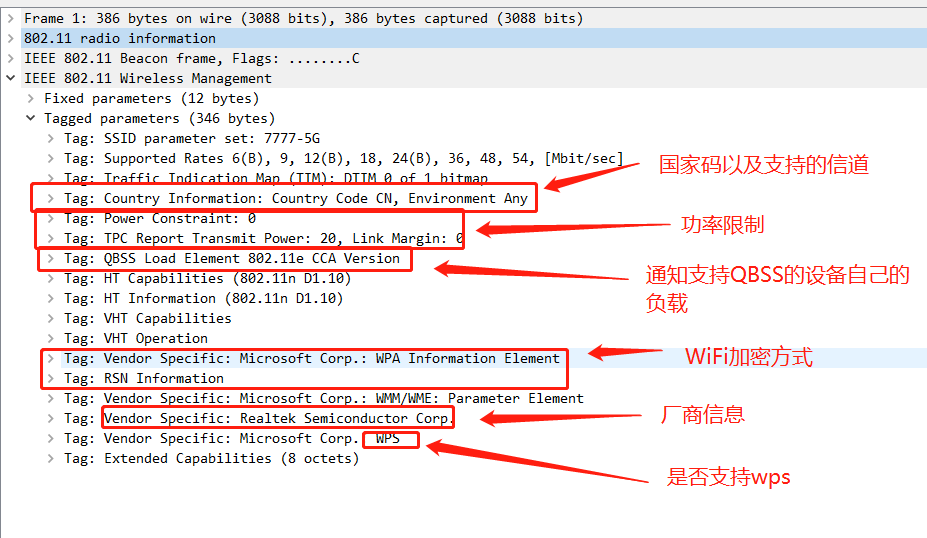 Frame 1: 386 bytes on wire (3088 bits), 386 bytes captured (3088 bits)
802.11 radio information
IEEE 802.11 Beacon frame, Flags: ........C
IEEE 802.11 Wireless Management
Fixed parameters (12 bytes)
Tagged parameters (346 bytes)
Tag: SSID parameter set: 7777-5G
Tag: Supported Rates 6(B), 9, 12(B), 18, 24(B), 36, 48, 54, [Mbit/sec]
国家码以及支持的信道
Tag: Traffic Indication Map (TIM): DTIM 0 of 1 bitmap
Tag: Country Information: Country Code CN, Environment Any
Tag: Power Constraint: 0
功率限制
Tag: TPC Report Transmit Power: 20, Link Margin: 0
Tag: QBSS Load Element 802.11e CCA Version
通知支持QBSS的设备自己的
负载
Tag: HT Capabilities (802.11n D1.10)
Tag: HT Information (802.11n D1.10)
Tag: VHT Capabilities
Tag: VHT Operation
Tag: Vendor Specific: Microsoft Corp.: WPA Information Element
WiFi加密方式
Tag: RSN Information
Tag: Vendor Specific: Microsoft Corp.: WMM/WME: Parameter Element
Tag: Vendor Specific: Realtek Semiconductor Corp.
厂商信息
Tag: Vendor Specific: Microsoft Corp. WPS
Tag: Extended Capabilities (8 octets)
是否支持wps